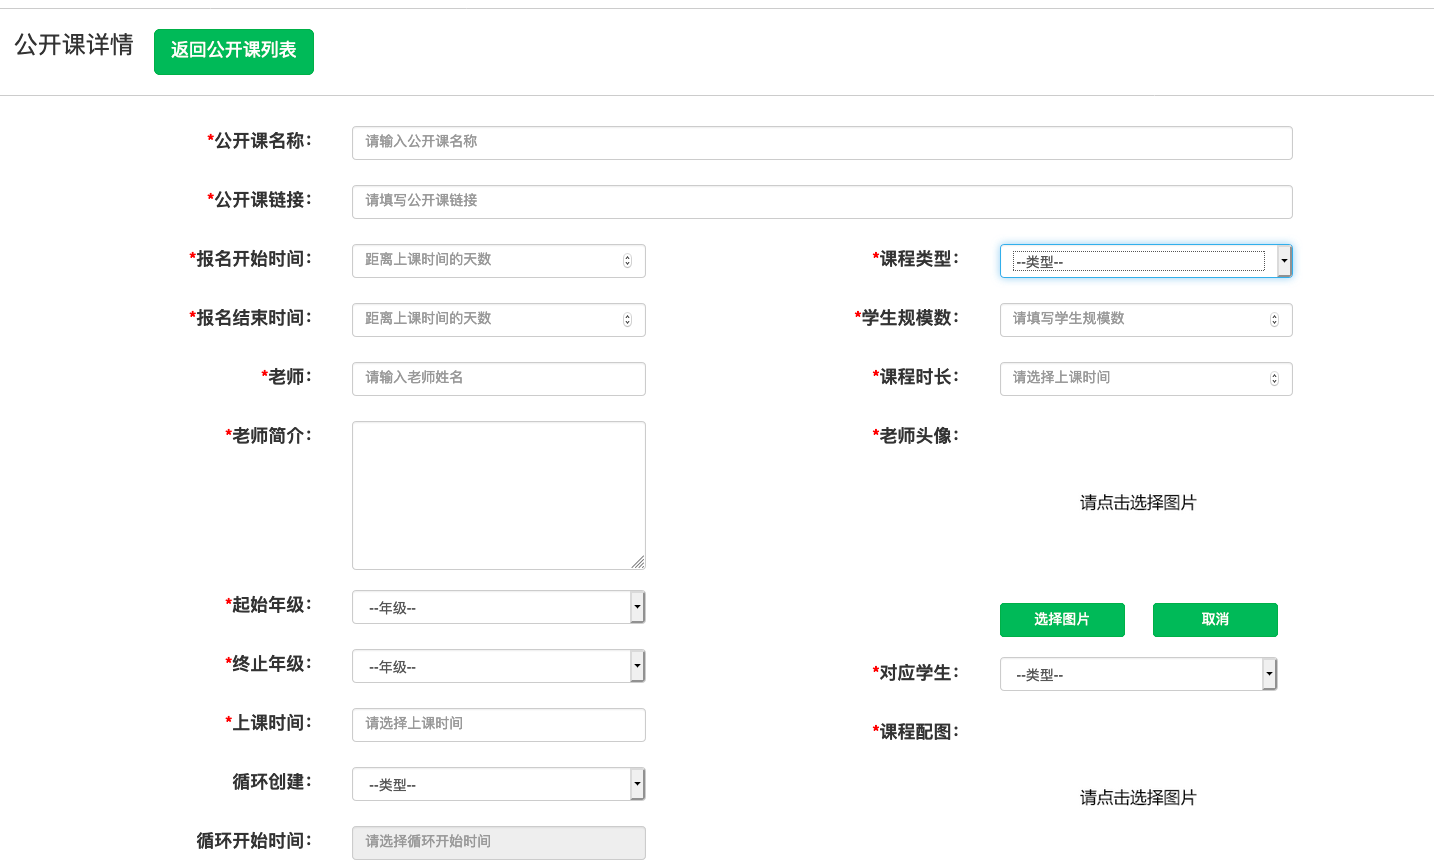 公开课详情 返回公开课列表
*公开课名称： 请输入公开课名称
*公开课链接： 请填写公开课链接
*报名开始时间： 距离上课时间的天数 *课程类型： --类型--
*报名结束时间： 距离上课时间的天数 *学生规模数： 请填写学生规模数
*老师： 请输入老师姓名 *课程时长： 请选择上课时间
*老师简介： *老师头像：
请点击选择图片
*起始年级： --年级-- 选择图片 取消
*终止年级： --年级-- *对应学生： --类型--
*上课时间： 请选择上课时间 *课程配图：
循环创建： --类型-- 请点击选择图片
循环开始时间： 请选择循环开始时间